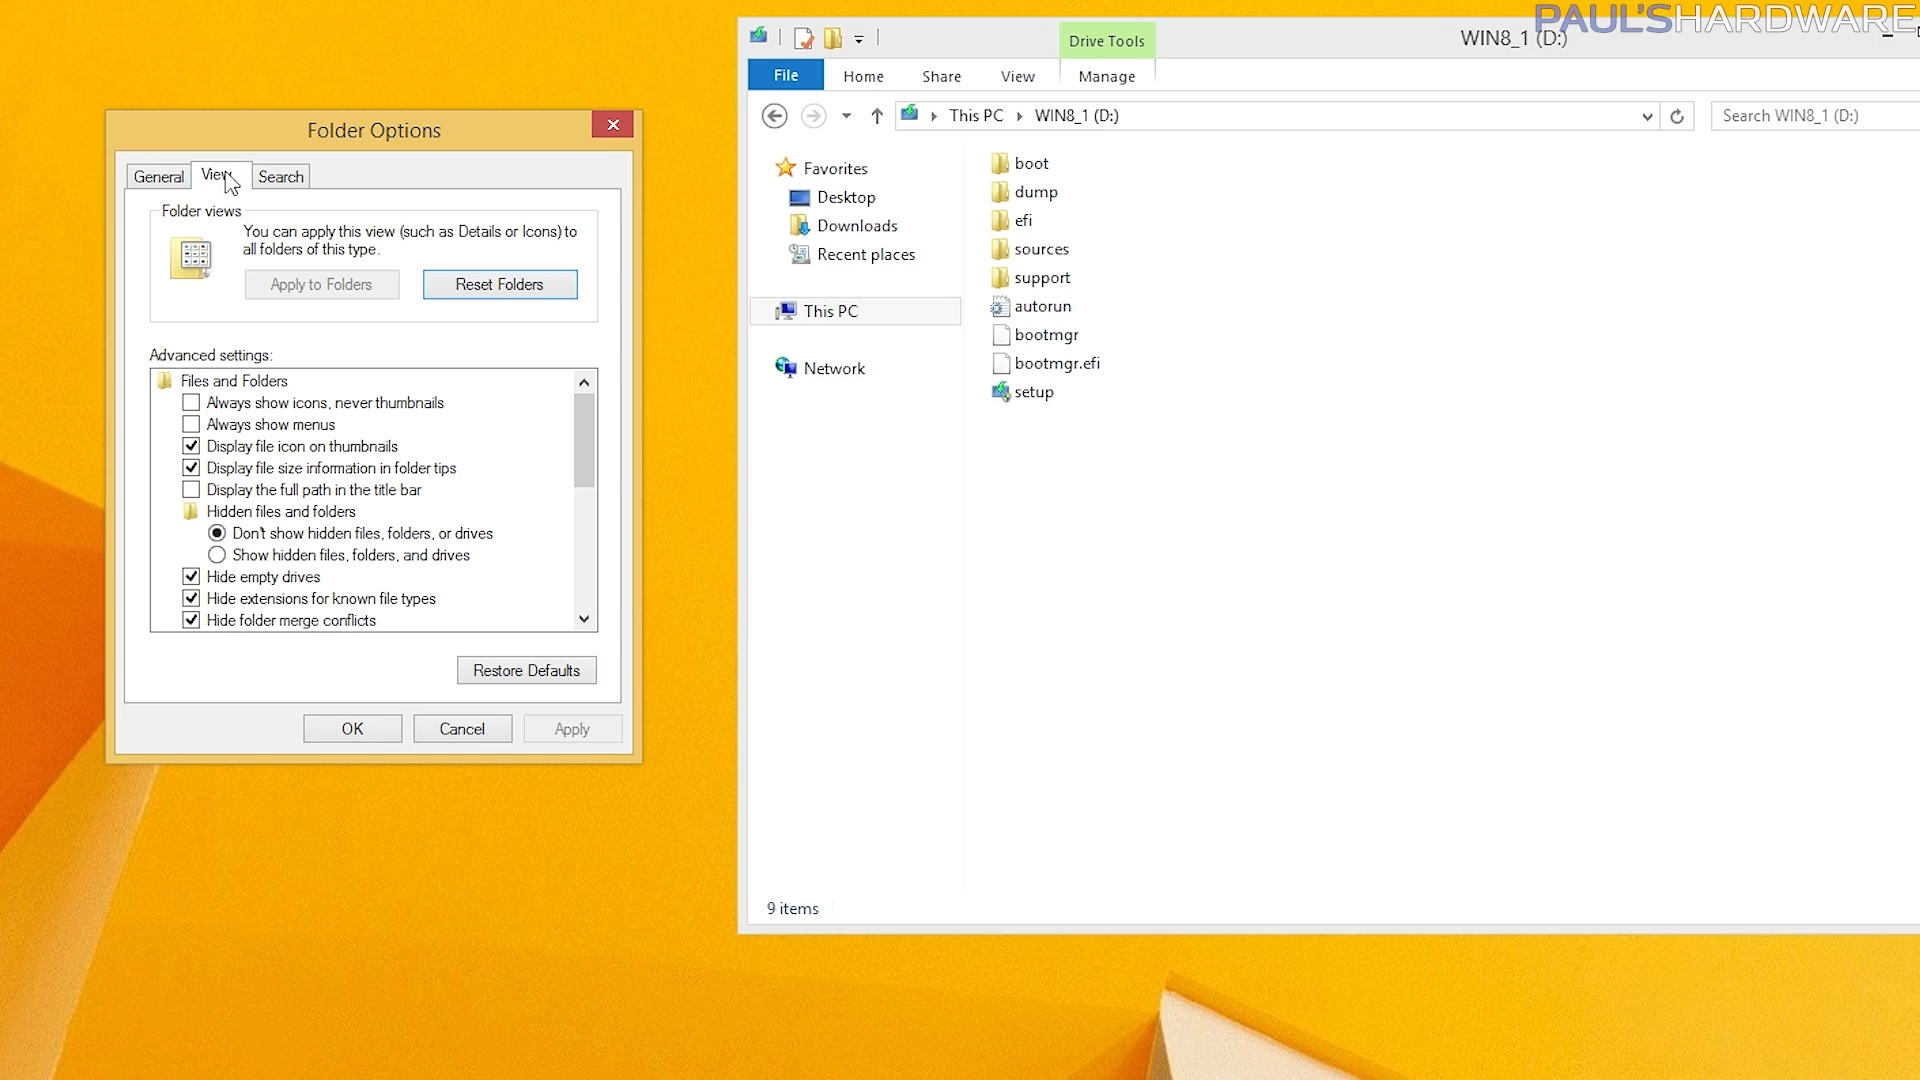 PAUL'SHARDWARE
Folder Options
General
View
Search
Folder views
You can apply this view (such as Details or Icons) to
all folders of this type.
Apply to Folders
Reset Folders
Advanced settings:
Files and Folders
Always show icons, never thumbnails
Always show menus
Display file icon on thumbnails
Display file size information in folder tips
Display the full path in the title bar
Hidden files and folders
Don't show hidden files, folders, or drives
Show hidden files, folders, and drives
Hide empty drives
Hide extensions for known file types
Hide folder merge conflicts
Restore Defaults
OK
Cancel
Apply
Drive Tools
WIN8_1 (D:)
File
Home
Share
View
Manage
This PC
WIN8_1 (D:)
Search WIN8_1 (D:)
Favorites
Desktop
Downloads
Recent places
This PC
Network
boot
dump
efi
sources
support
autorun
bootmgr
bootmgr.efi
setup
9 items